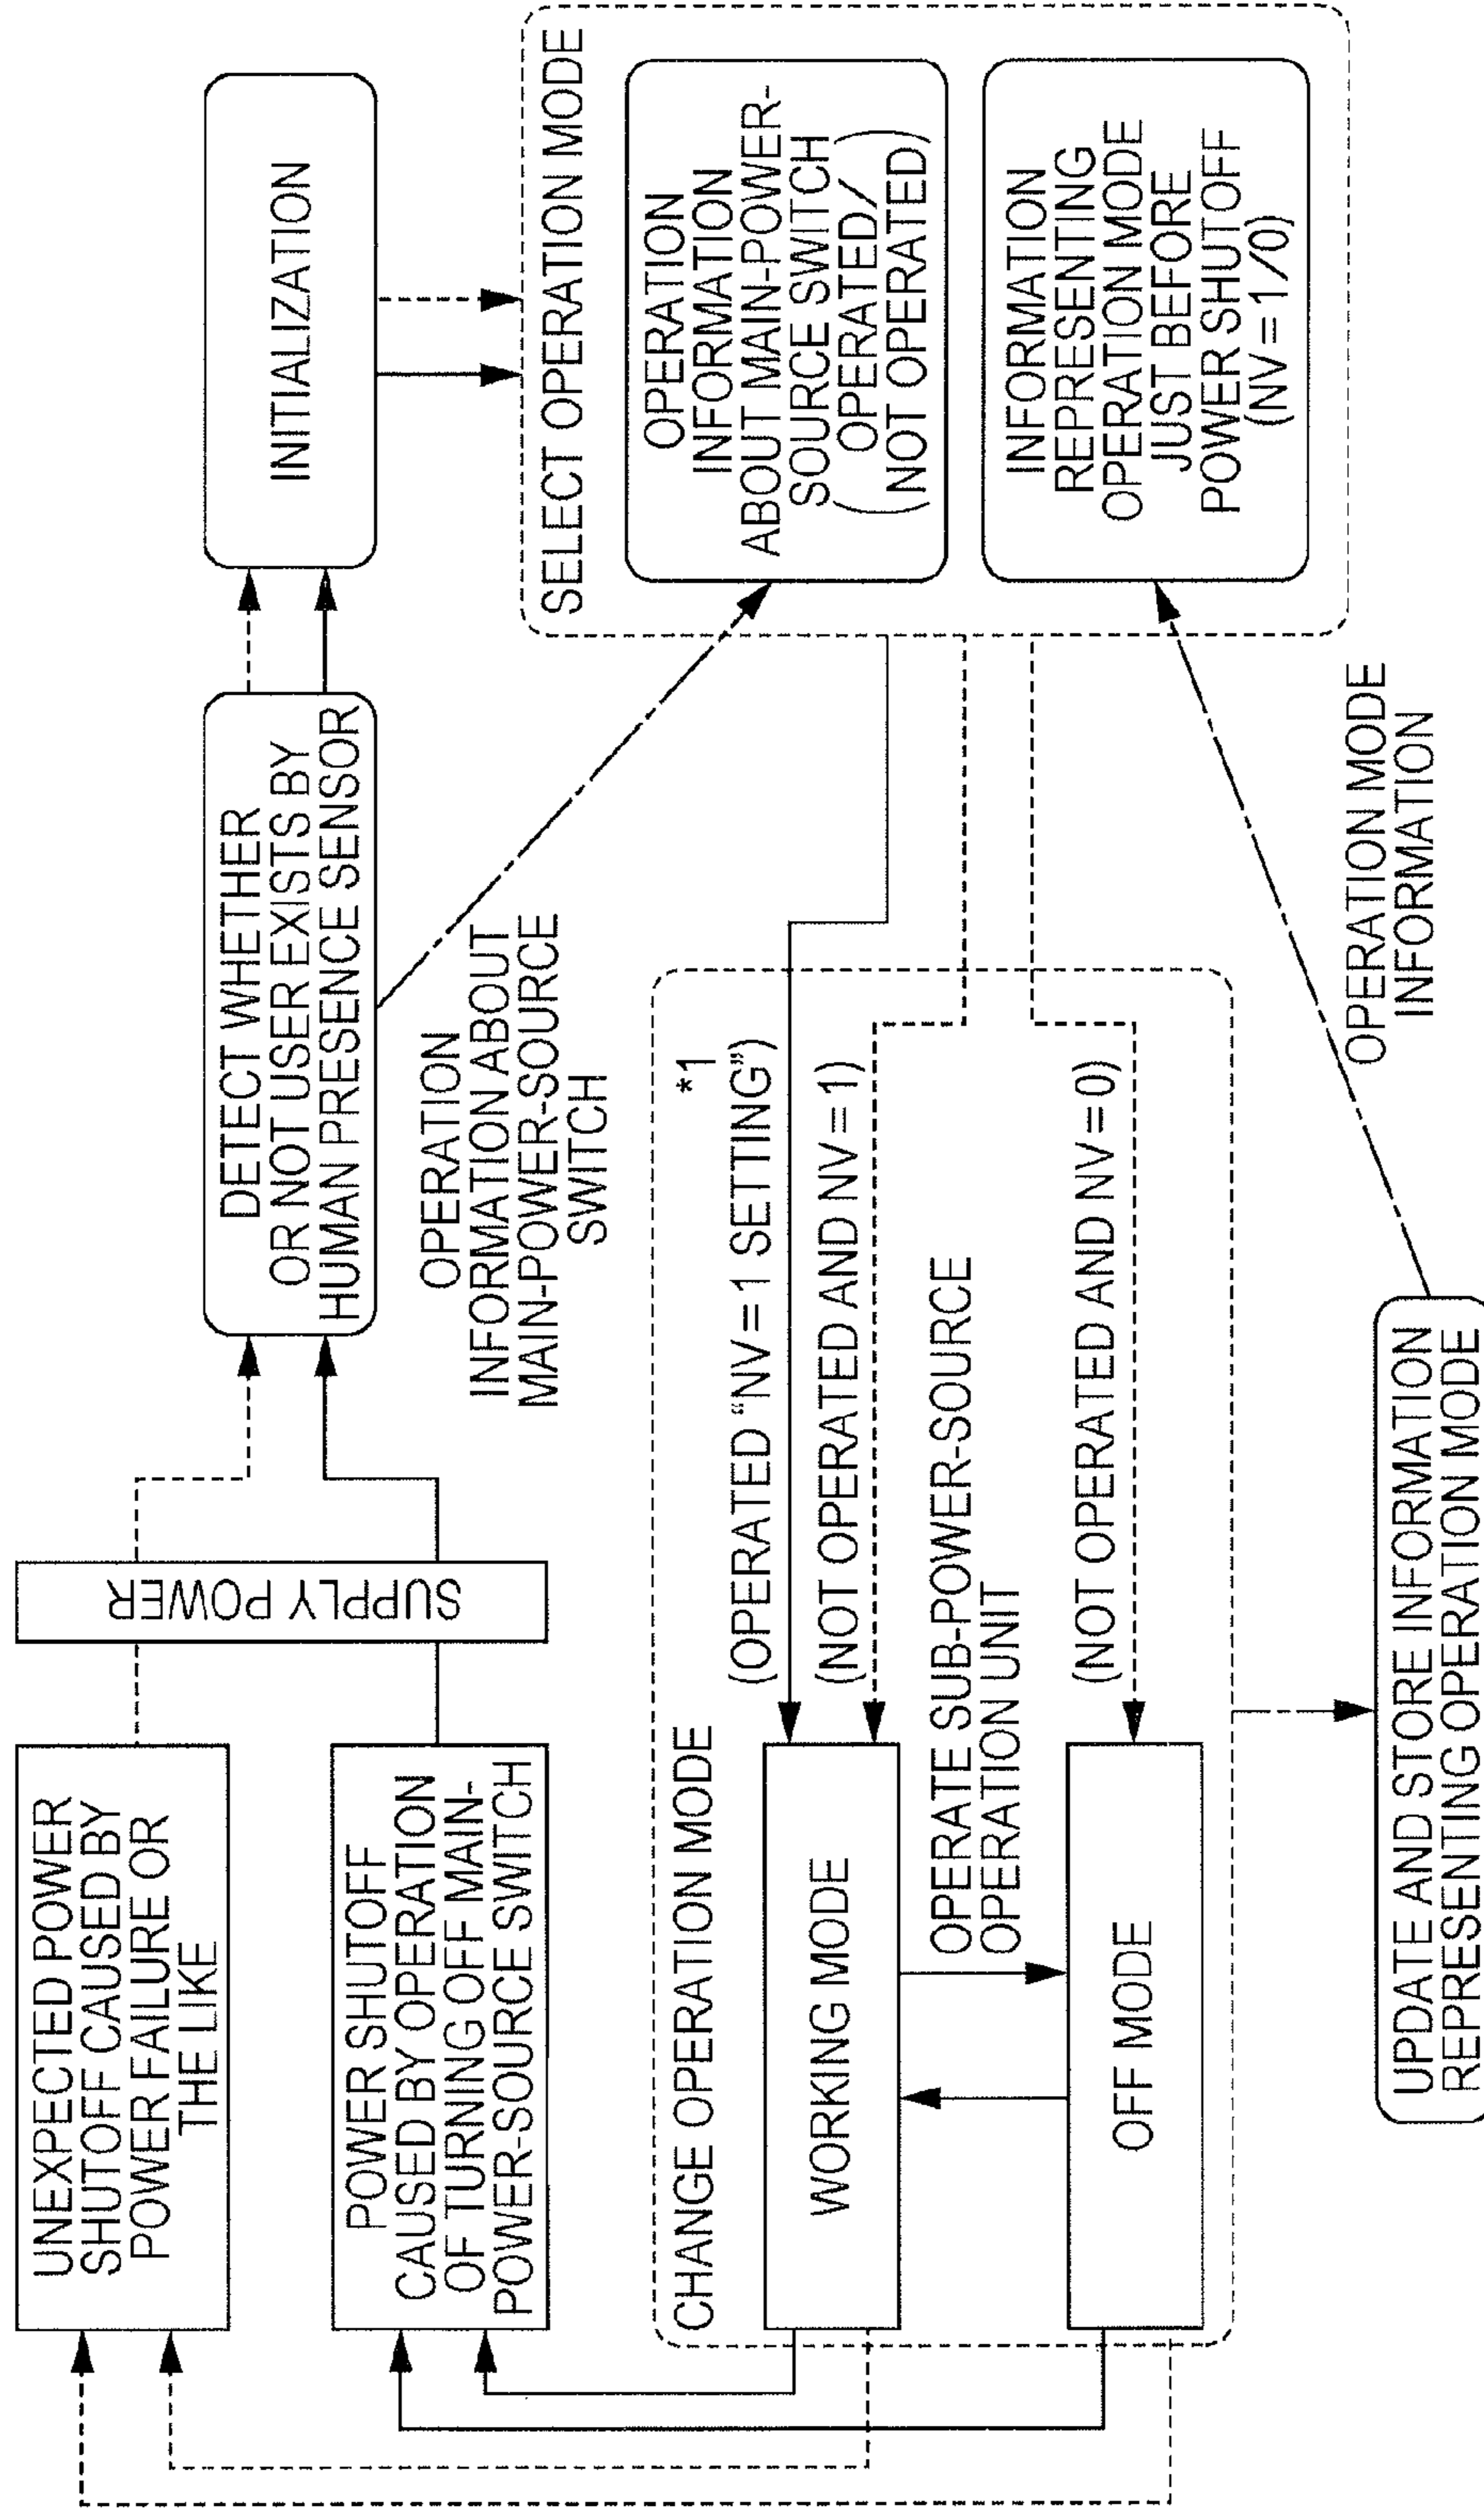 UNEXPECTED POWER
SHUTOFF CAUSED BY
POWER FAILURE OR
THE LIKE
POWER SHUTOFF
CAUSED BY OPERATION
OF TURNING OFF MAIN-
POWER-SOURCE SWITCH
SUPPLY POWER
DETECT WHETHER
OR NOT USER EXISTS BY
HUMAN PRESENCE SENSOR
INITIALIZATION
OPERATION
INFORMATION ABOUT
MAIN-POWER-SOURCE
SWITCH
SELECT OPERATION MODE
OPERATION
INFORMATION
ABOUT MAIN-POWER-
SOURCE SWITCH
(OPERATED/
NOT OPERATED)
INFORMATION
REPRESENTING
OPERATION MODE
JUST BEFORE
POWER SHUTOFF
(NV=1/0)
CHANGE OPERATION MODE
*1
(OPERATED “NV=1 SETTING”)
(NOT OPERATED AND NV=1)
WORKING MODE
OPERATE SUB-POWER-SOURCE
OPERATION UNIT
(NOT OPERATED AND NV=0)
OFF MODE
OPERATION MODE
INFORMATION
UPDATE AND STORE INFORMATION
REPRESENTING OPERATION MODE